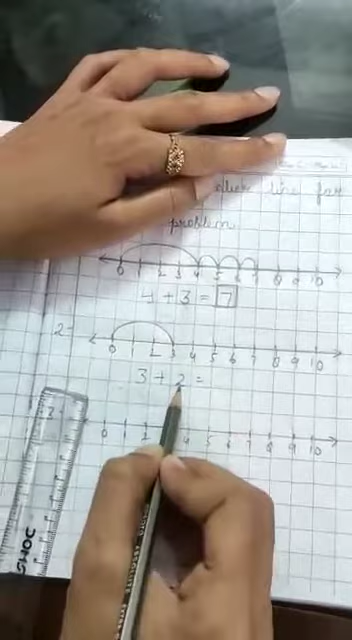 line for
problem
0 1 2 3 4 5 6 7 8 9 10
4 + 3 = 7
2-
0 1 2 3 4 5 6 7 8 9 10
3 + 2 =
0 1 2 4 5 6 7 8 9 10